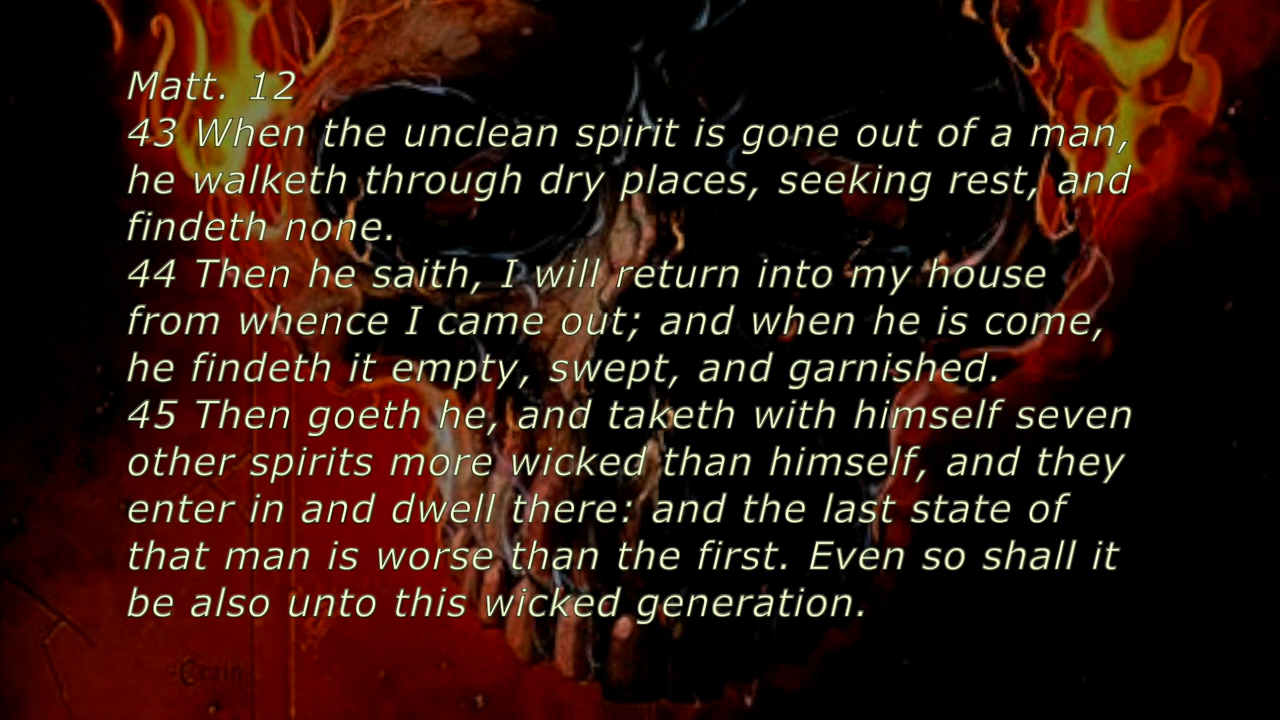 Matt. 12
43 When the unclean spirit is gone out of a man,
he walketh through dry places, seeking rest, and
findeth none.
44 Then he saith, I will return into my house
from whence I came out; and when he is come,
he findeth it empty, swept, and garnished.
45 Then goeth he, and taketh with himself seven
other spirits more wicked than himself, and they
enter in and dwell there: and the last state of
that man is worse than the first. Even so shall it
be also unto this wicked generation.